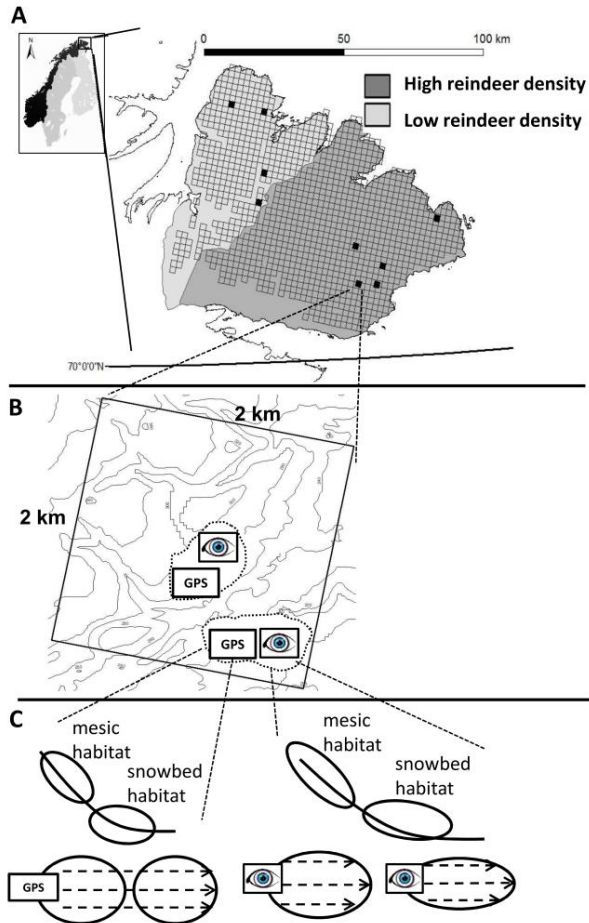 A
N
0 50 100 km
High reindeer density
Low reindeer density
70°0'0"N
B
2 km
2 km
GPS
GPS
C
mesic
habitat
snowbed
habitat
mesic
habitat
snowbed
habitat
GPS